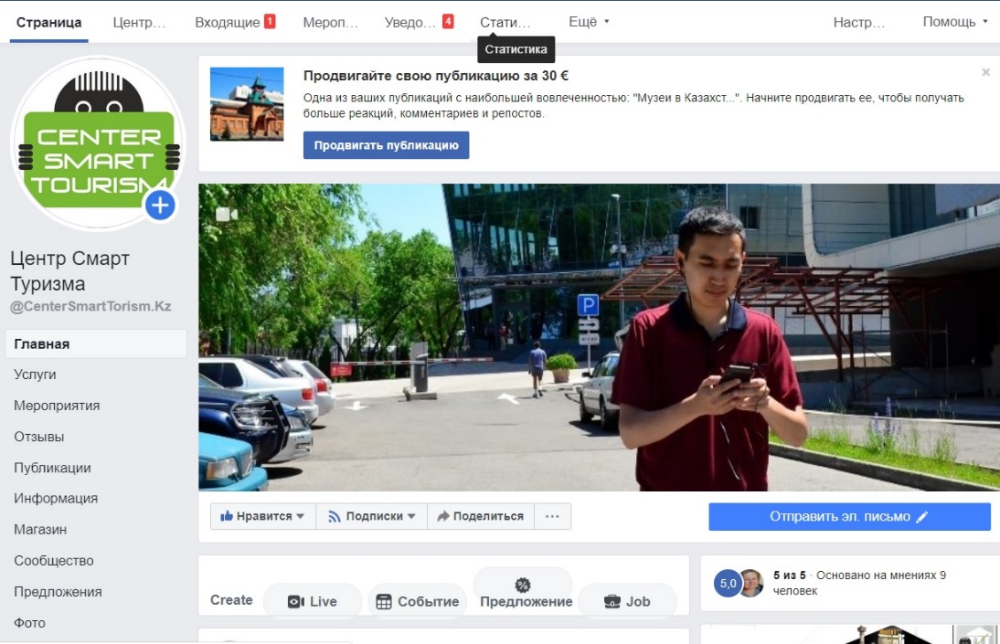 Страница
Центр...
Входящие 1
Мероп...
Уведо... 4
Стати...
Ещё
Настр...
Помощь
Статистика
Продвигайте свою публикацию за 30 €
Одна из ваших публикаций с наибольшей вовлеченностью: "Музеи в Казахст...". Начните продвигать ее, чтобы получать
больше реакций, комментариев и репостов.
Продвигать публикацию
CENTER
SMART
TOURISM
Центр Смарт
Туризма
@CenterSmartTorism.Kz
Главная
Услуги
Мероприятия
Отзывы
Публикации
Информация
Магазин
Сообщество
Предложения
Фото
P
Нравится
Подписки
Поделиться
...
Отправить эл. письмо
Create
Live
Событие
%
Предложение
Job
5,0
5 из 5 · Основано на мнениях 9
человек